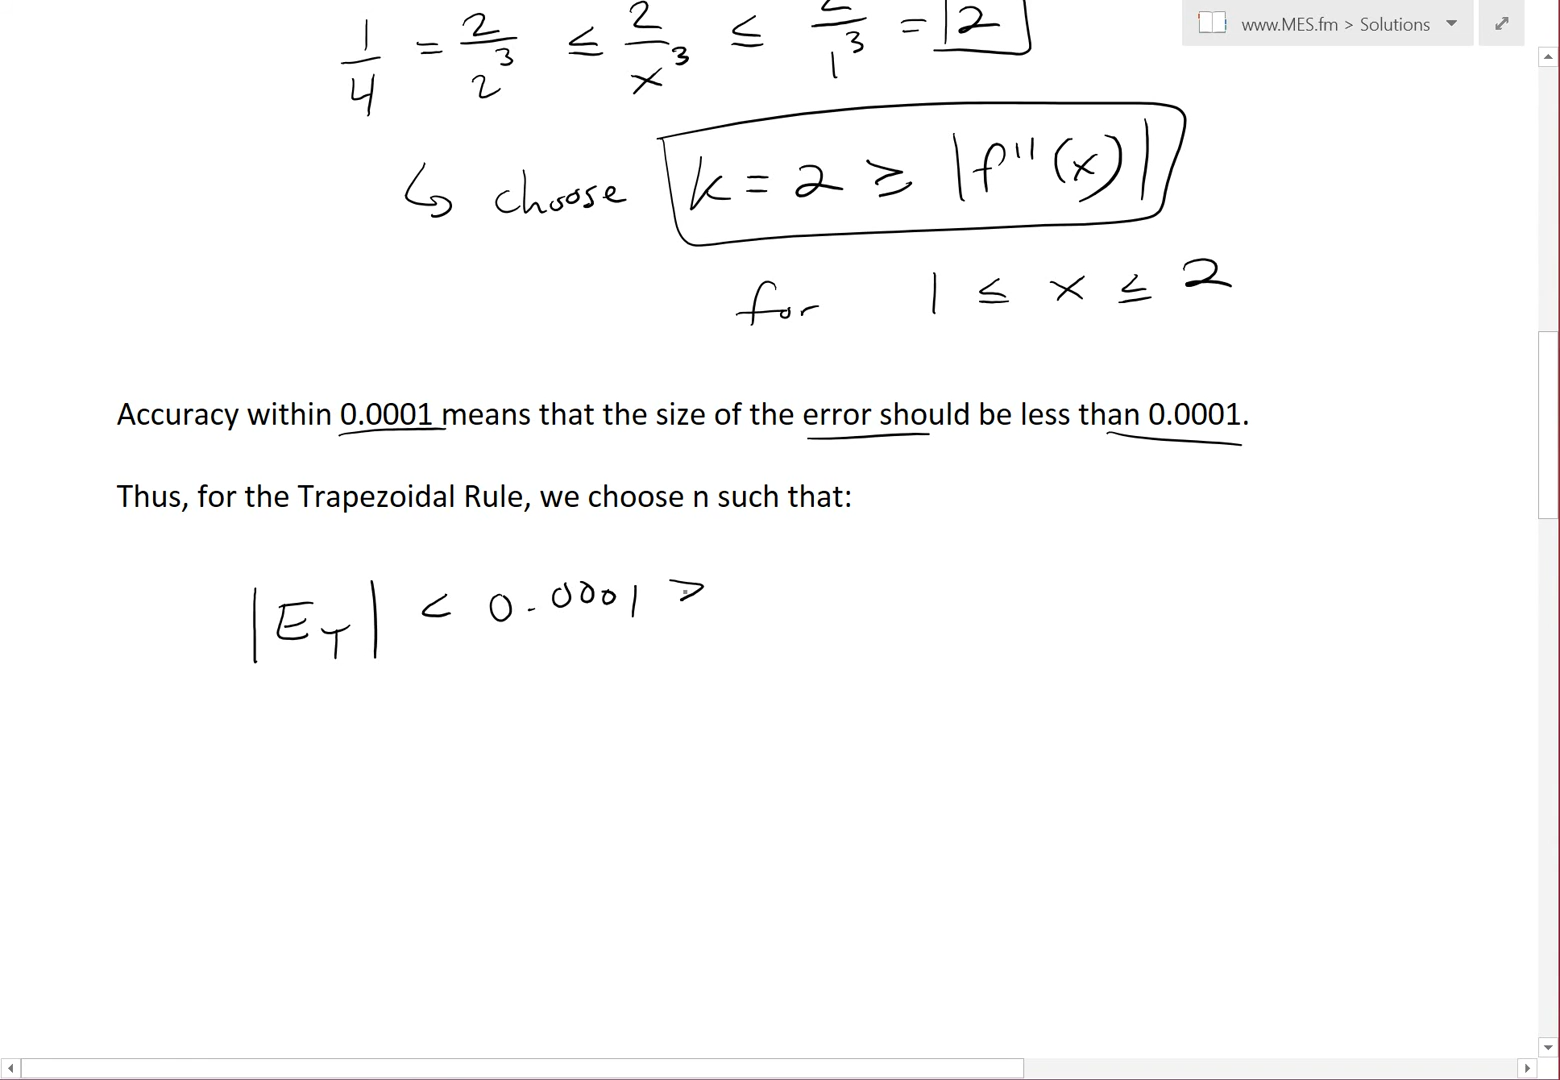 www.MES.fm > Solutions
1/4 = 2/2³ ≤ 2/x³ ≤ 2/1³ = 2
↳ choose k = 2 ≥ |f''(x)|
for 1 ≤ x ≤ 2
Accuracy within 0.0001 means that the size of the error should be less than 0.0001.
Thus, for the Trapezoidal Rule, we choose n such that:
|E_T| < 0.0001 >